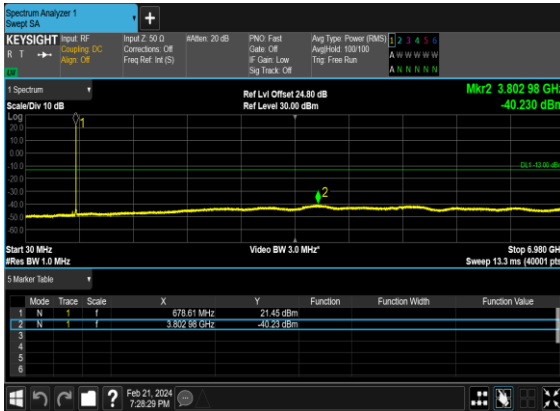 Spectrum Analyzer 1
Swept SA
+
KEYSIGHT
R T
Input: RF
Coupling: DC
Align: Off
Input Z: 50 Ω
Corrections: Off
Freq Ref: Int (S)
#Atten: 20 dB
PNO: Fast
Gate: Off
IF Gain: Low
Sig Track: Off
Avg Type: Power (RMS)
Avg|Hold: 100/100
Trig: Free Run
1 2 3 4 5 6
A W W W W W
A N N N N N
1 Spectrum
Scale/Div 10 dB
Ref Lvl Offset 24.80 dB
Ref Level 30.00 dBm
Mkr2 3.802 98 GHz
-40.230 dBm
Log
20.0
10.0
0.00
-10.0
-20.0
-30.0
-40.0
-50.0
-60.0
1
2
DL1 -13.00 dBm
Start 30 MHz
#Res BW 1.0 MHz
Video BW 3.0 MHz*
Stop 6.980 GHz
Sweep 13.3 ms (40001 pts)
5 Marker Table
Mode Trace Scale X Y Function Function Width Function Value
1 N 1 f 678.61 MHz 21.45 dBm
2 N 1 f 3.802 98 GHz -40.23 dBm
3
4
5
6
?
Feb 21, 2024
7:28:29 PM